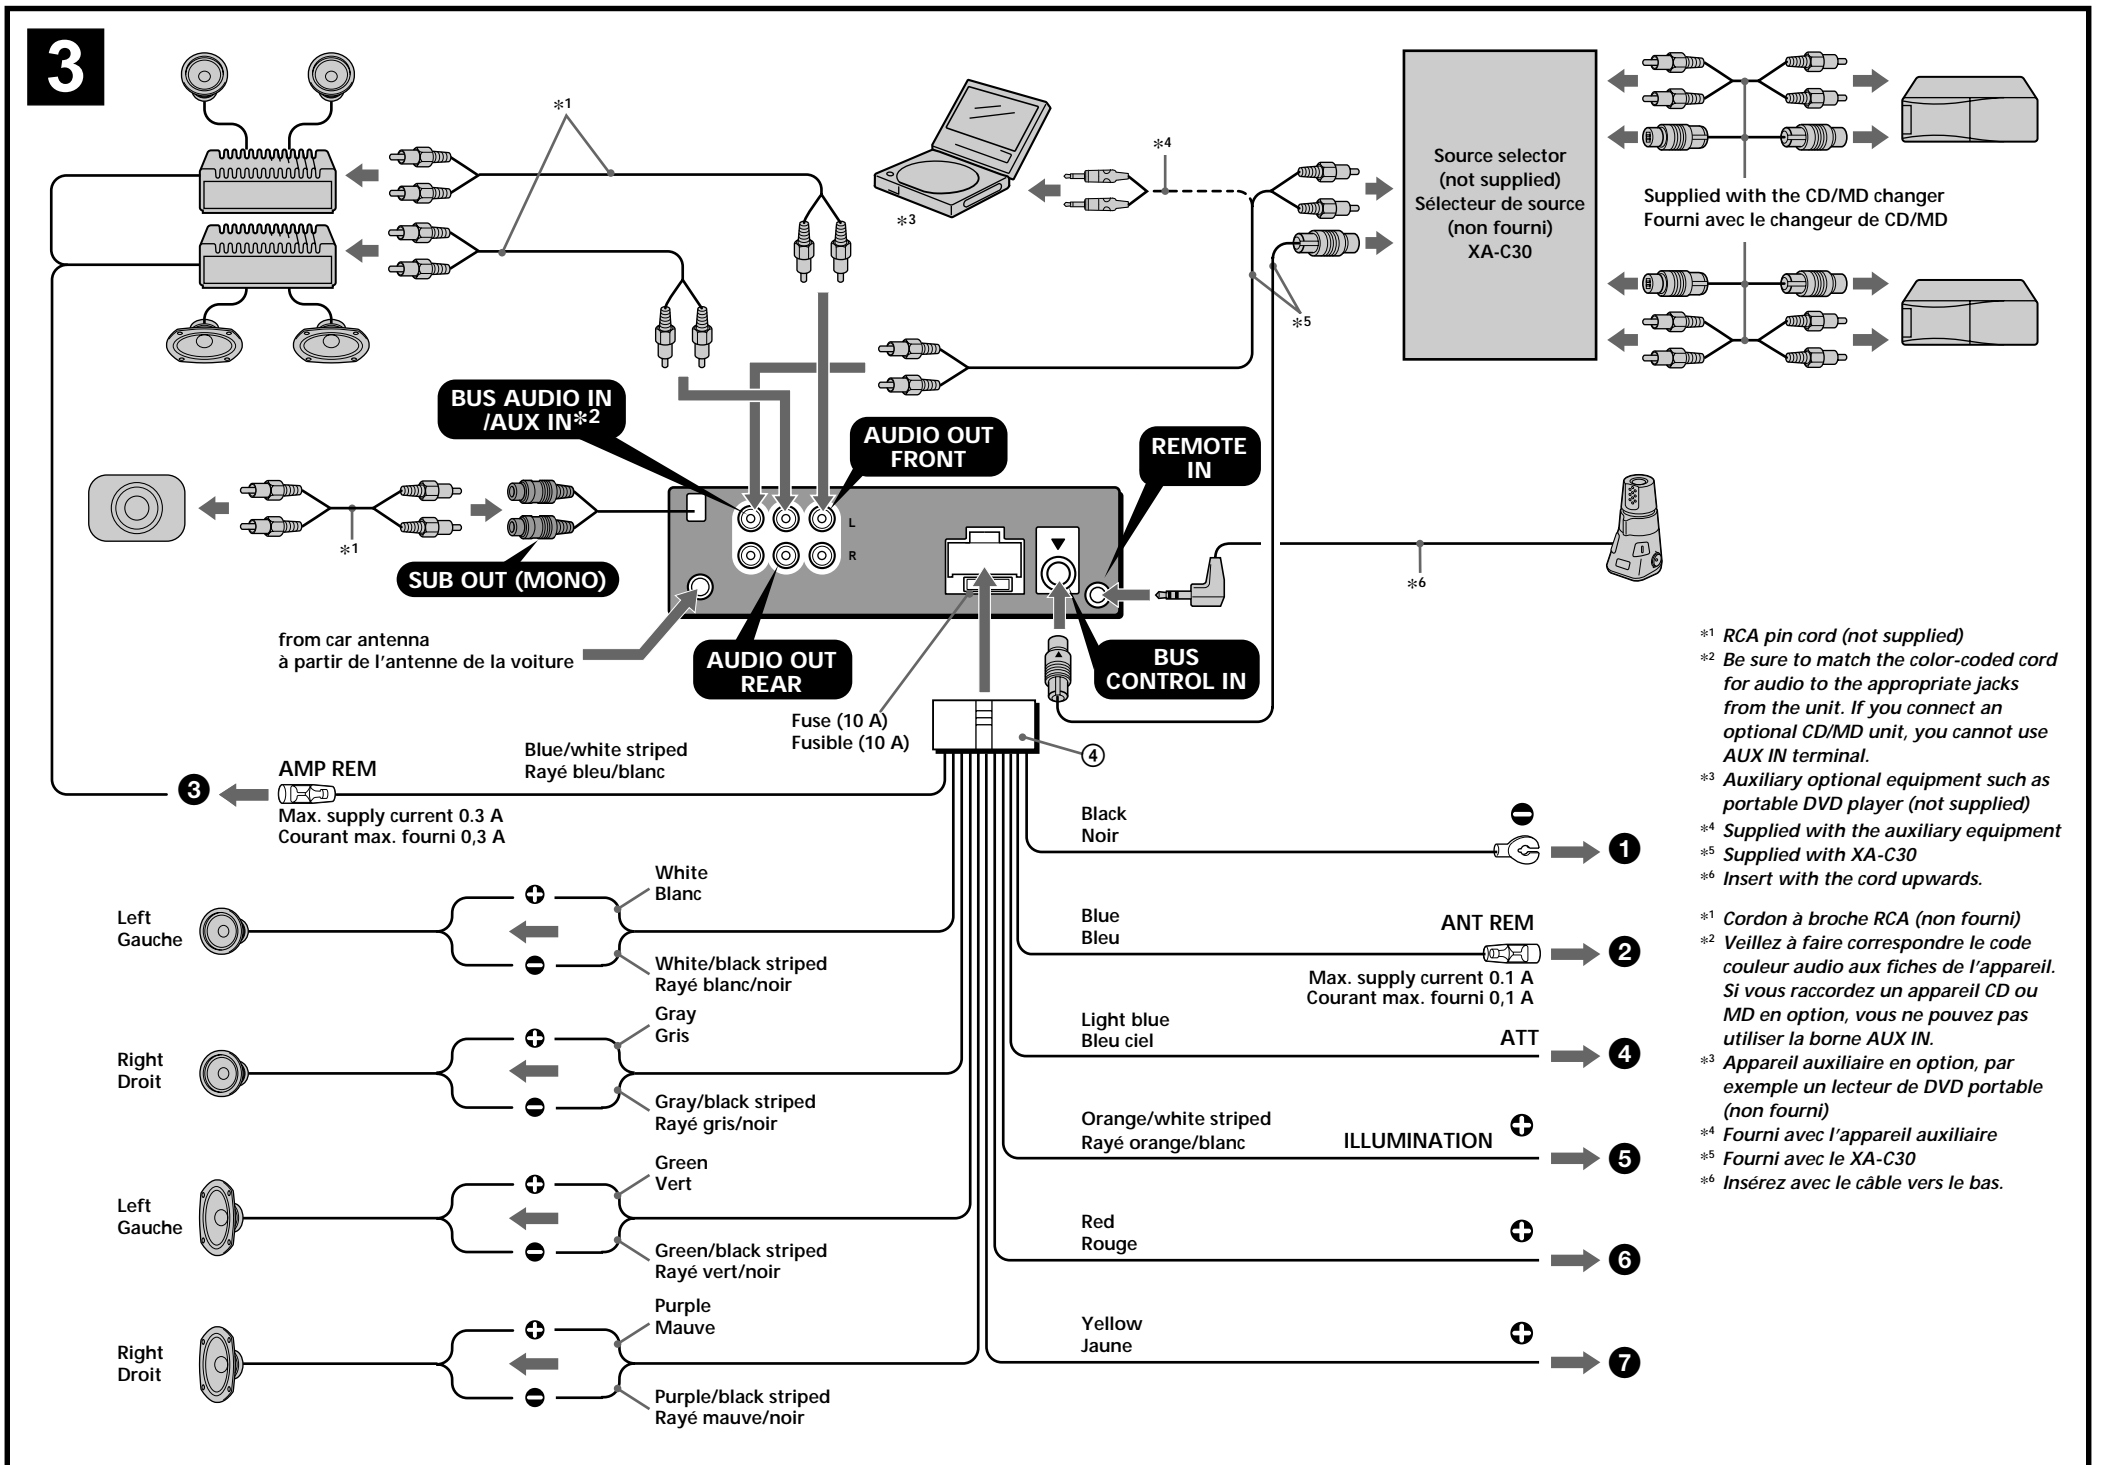 3
*1
*4
*3
*5
Source selector
(not supplied)
Sélecteur de source
(non fourni)
XA-C30
Supplied with the CD/MD changer
Fourni avec le changeur de CD/MD
BUS AUDIO IN
/AUX IN*2
AUDIO OUT
FRONT
REMOTE
IN
L
R
*1
SUB OUT (MONO)
*6
from car antenna
à partir de l'antenne de la voiture
AUDIO OUT
REAR
BUS
CONTROL IN
Fuse (10 A)
Fusible (10 A)
4
3
AMP REM
Blue/white striped
Rayé bleu/blanc
Max. supply current 0.3 A
Courant max. fourni 0,3 A
Left
Gauche
+
-
White
Blanc
White/black striped
Rayé blanc/noir
Right
Droit
+
-
Gray
Gris
Gray/black striped
Rayé gris/noir
Left
Gauche
+
-
Green
Vert
Green/black striped
Rayé vert/noir
Right
Droit
+
-
Purple
Mauve
Purple/black striped
Rayé mauve/noir
Black
Noir
-
1
Blue
Bleu
ANT REM
2
Max. supply current 0.1 A
Courant max. fourni 0,1 A
Light blue
Bleu ciel
ATT
4
Orange/white striped
Rayé orange/blanc
ILLUMINATION
+
5
Red
Rouge
+
6
Yellow
Jaune
+
7
*1 RCA pin cord (not supplied)
*2 Be sure to match the color-coded cord
for audio to the appropriate jacks
from the unit. If you connect an
optional CD/MD unit, you cannot use
AUX IN terminal.
*3 Auxiliary optional equipment such as
portable DVD player (not supplied)
*4 Supplied with the auxiliary equipment
*5 Supplied with XA-C30
*6 Insert with the cord upwards.
*1 Cordon à broche RCA (non fourni)
*2 Veillez à faire correspondre le code
couleur audio aux fiches de l'appareil.
Si vous raccordez un appareil CD ou
MD en option, vous ne pouvez pas
utiliser la borne AUX IN.
*3 Appareil auxiliaire en option, par
exemple un lecteur de DVD portable
(non fourni)
*4 Fourni avec l'appareil auxiliaire
*5 Fourni avec le XA-C30
*6 Insérez avec le câble vers le bas.